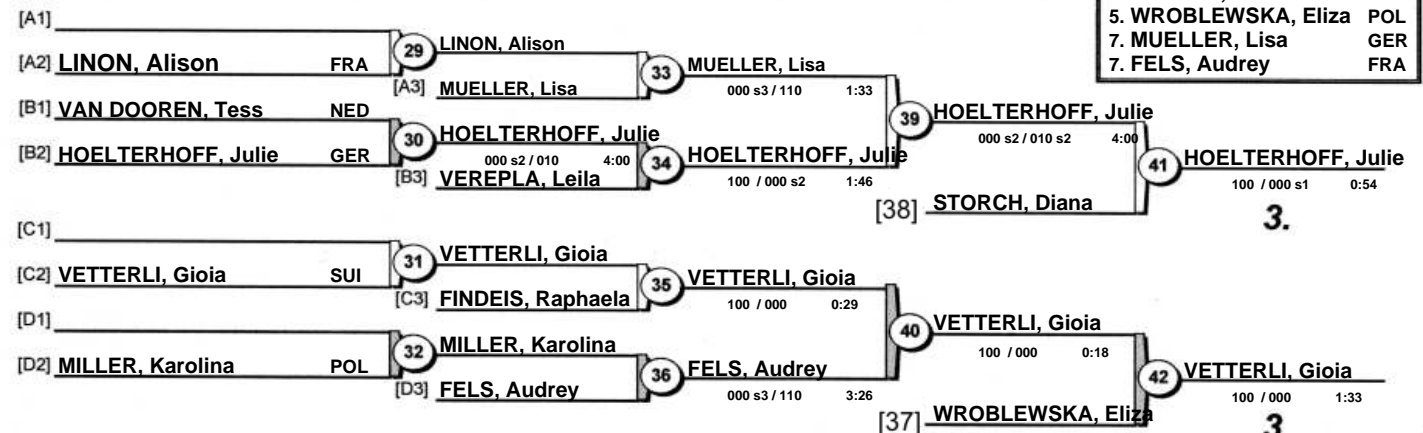 5. WROBLEWSKA, Eliza POL
7. MUELLER, Lisa GER
7. FELS, Audrey FRA
[A1]
[A2] LINON, Alison FRA
29 LINON, Alison
[A3] MUELLER, Lisa
33 MUELLER, Lisa
000 s3 / 110 1:33
[B1] VAN DOOREN, Tess NED
[B2] HOELTERHOFF, Julie GER
30 HOELTERHOFF, Julie
000 s2 / 010 4:00
[B3] VEREPLA, Leila
34 HOELTERHOFF, Julie
100 / 000 s2 1:46
39 HOELTERHOFF, Julie
000 s2 / 010 s2 4:00
[38] STORCH, Diana
41 HOELTERHOFF, Julie
100 / 000 s1 0:54
3.
[C1]
[C2] VETTERLI, Gioia SUI
31 VETTERLI, Gioia
[C3] FINDEIS, Raphaela
35 VETTERLI, Gioia
100 / 000 0:29
[D1]
[D2] MILLER, Karolina POL
32 MILLER, Karolina
[D3] FELS, Audrey
36 FELS, Audrey
000 s3 / 110 3:26
40 VETTERLI, Gioia
100 / 000 0:18
[37] WROBLEWSKA, Eliza
42 VETTERLI, Gioia
100 / 000 1:33
3